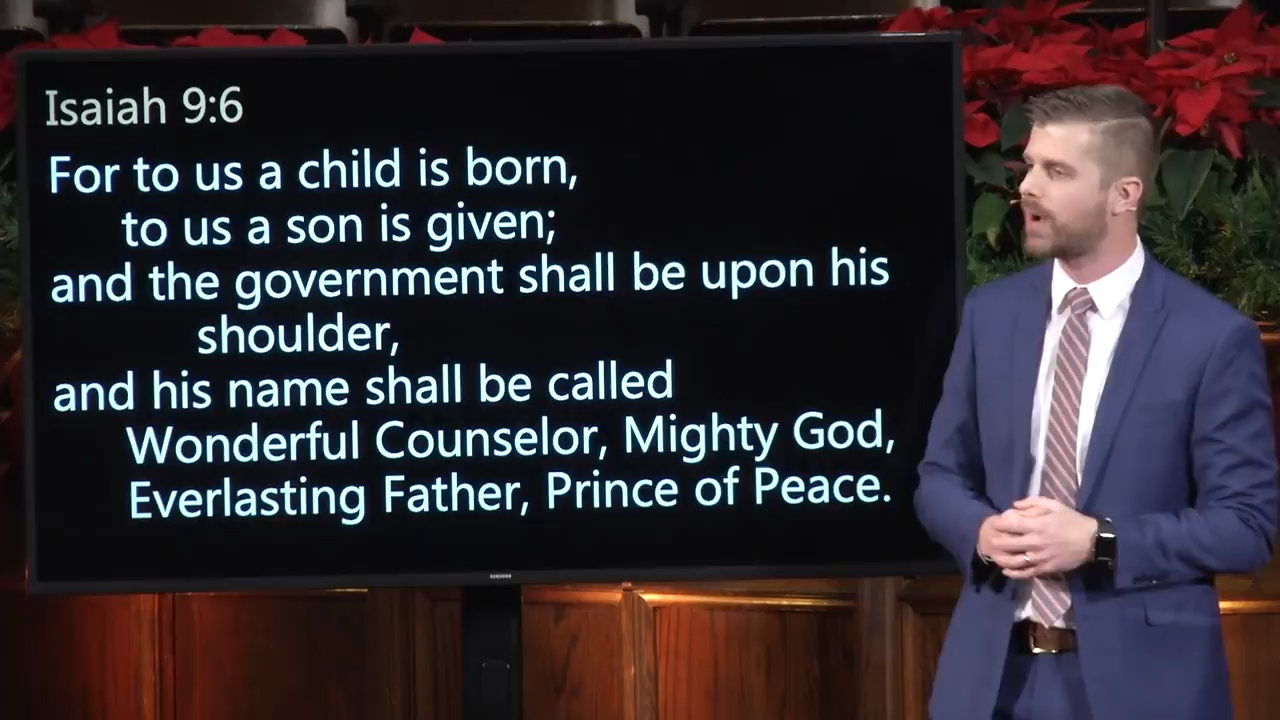 Isaiah 9:6
For to us a child is born,
to us a son is given;
and the government shall be upon his
shoulder,
and his name shall be called
Wonderful Counselor, Mighty God,
Everlasting Father, Prince of Peace.
SAMSUNG